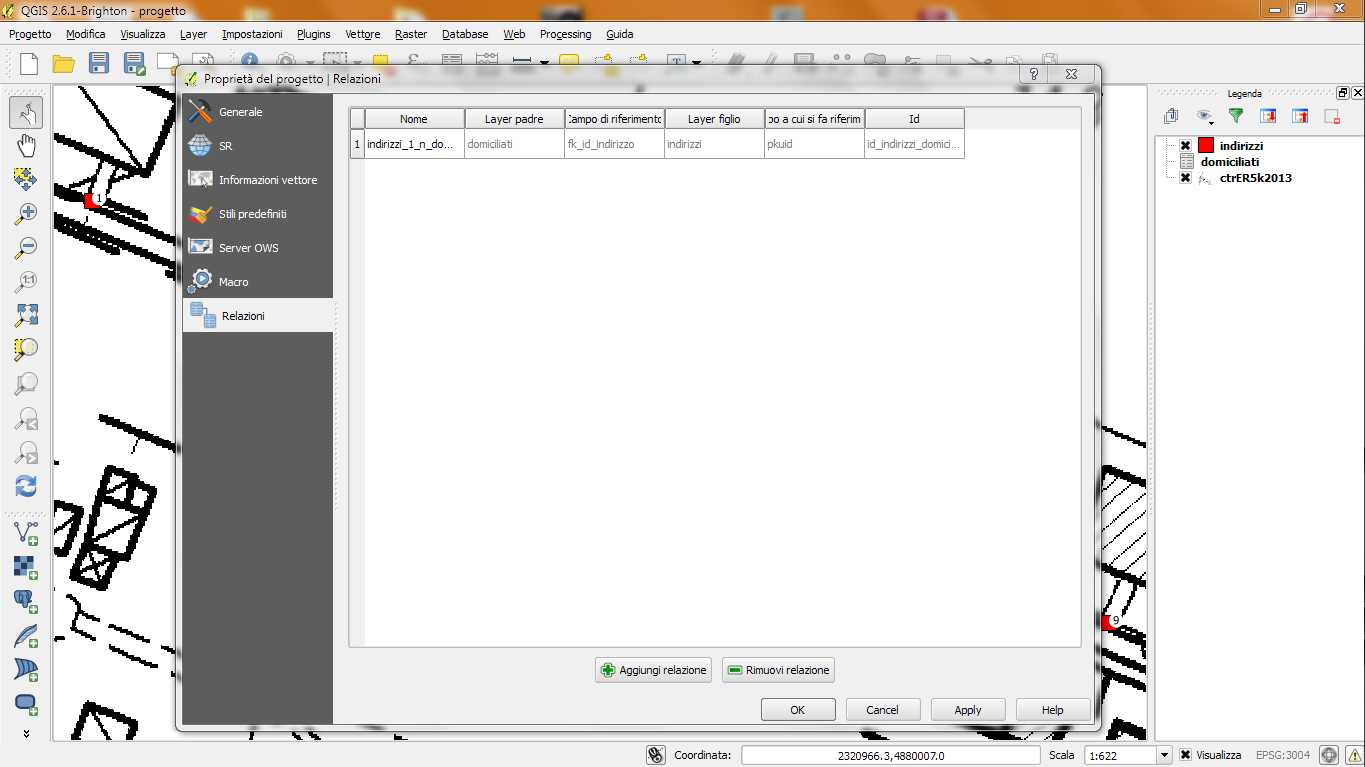 QGIS 2.6.1-Brighton - progetto
Progetto Modifica Visualizza Layer Impostazioni Plugins Vettore Raster Database Web Processing Guida
Proprietà del progetto | Relazioni
Legenda
Generale
SR
Informazioni vettore
Stili predefiniti
Server OWS
Macro
Relazioni
Nome Layer padre Campo di riferimento Layer figlio po a cui si fa riferim Id
1 indirizzi_1_n_do... domiciliati fk_id_indirizzo indirizzi pkuid id_indirizzi_domici...
indirizzi
domiciliati
ctrER5k2013
1
1:1
9
Aggiungi relazione Rimuovi relazione
OK Cancel Apply Help
Coordinata: 2320966.3,4880007.0 Scala 1:622 Visualizza EPSG:3004